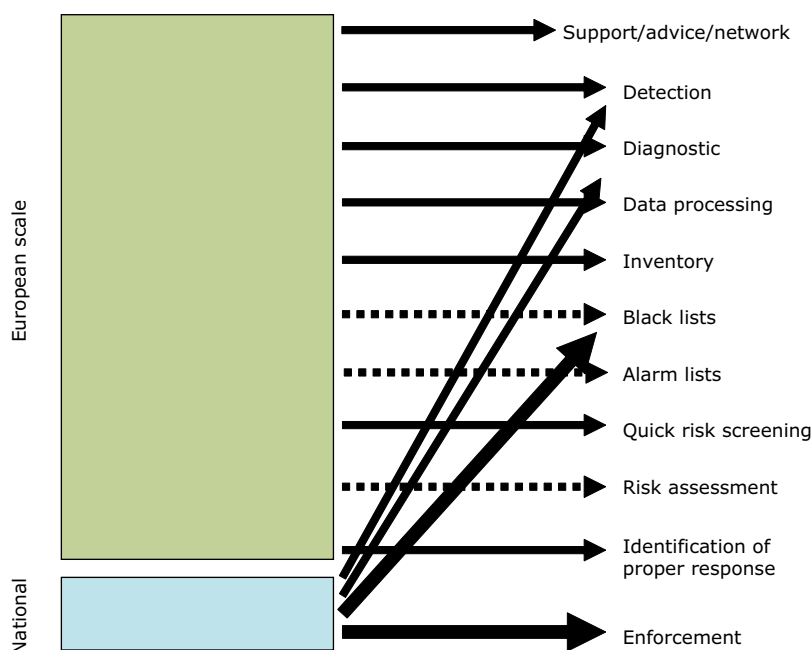 Support/advice/network
Detection
Diagnostic
Data processing
Inventory
Black lists
Alarm lists
Quick risk screening
Risk assessment
Identification of
proper response
Enforcement
European scale
National